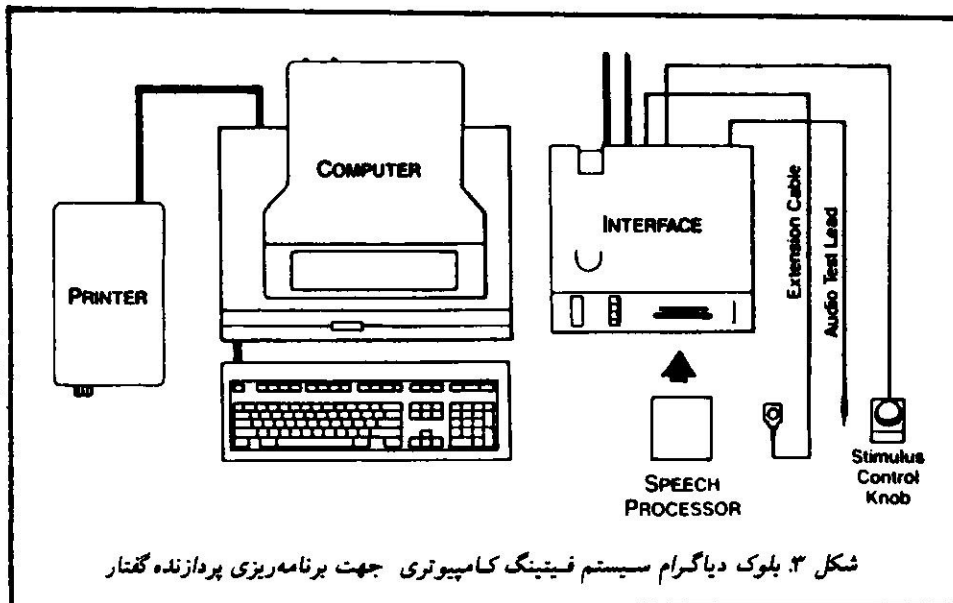 COMPUTER
PRINTER
INTERFACE
Extension Cable
Audio Test Lead
SPEECH
PROCESSOR
Stimulus
Control
Knob
شکل ۳. بلوک دیاگرام سیستم فیتینگ کامپیوتری جهت برنامه‌ریزی پردازنده گفتار